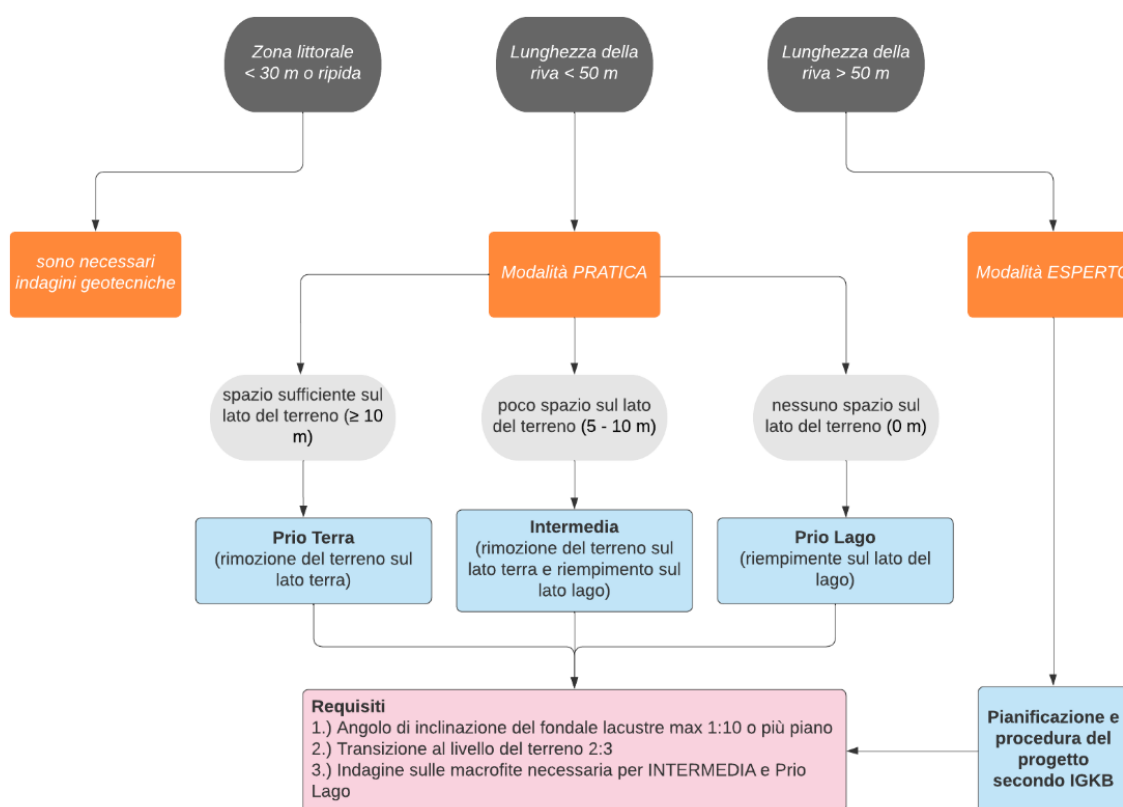 Zona littorale
< 30 m o ripida
Lunghezza della
riva < 50 m
Lunghezza della
riva > 50 m
sono necessari
indagini geotecniche
Modalità PRATICA
Modalità ESPERTO
spazio sufficiente sul
lato del terreno (≥ 10
m)
poco spazio sul lato
del terreno (5 - 10 m)
nessuno spazio sul
lato del terreno (0 m)
Prio Terra
(rimozione del terreno sul
lato terra)
Intermedia
(rimozione del terreno sul
lato terra e riempimento sul
lato lago)
Prio Lago
(riempimente sul lato del
lago)
Requisiti
1.) Angolo di inclinazione del fondale lacustre max 1:10 o più piano
2.) Transizione al livello del terreno 2:3
3.) Indagine sulle macrofite necessaria per INTERMEDIA e Prio
Lago
Pianificazione e
procedura del
progetto
secondo IGKB